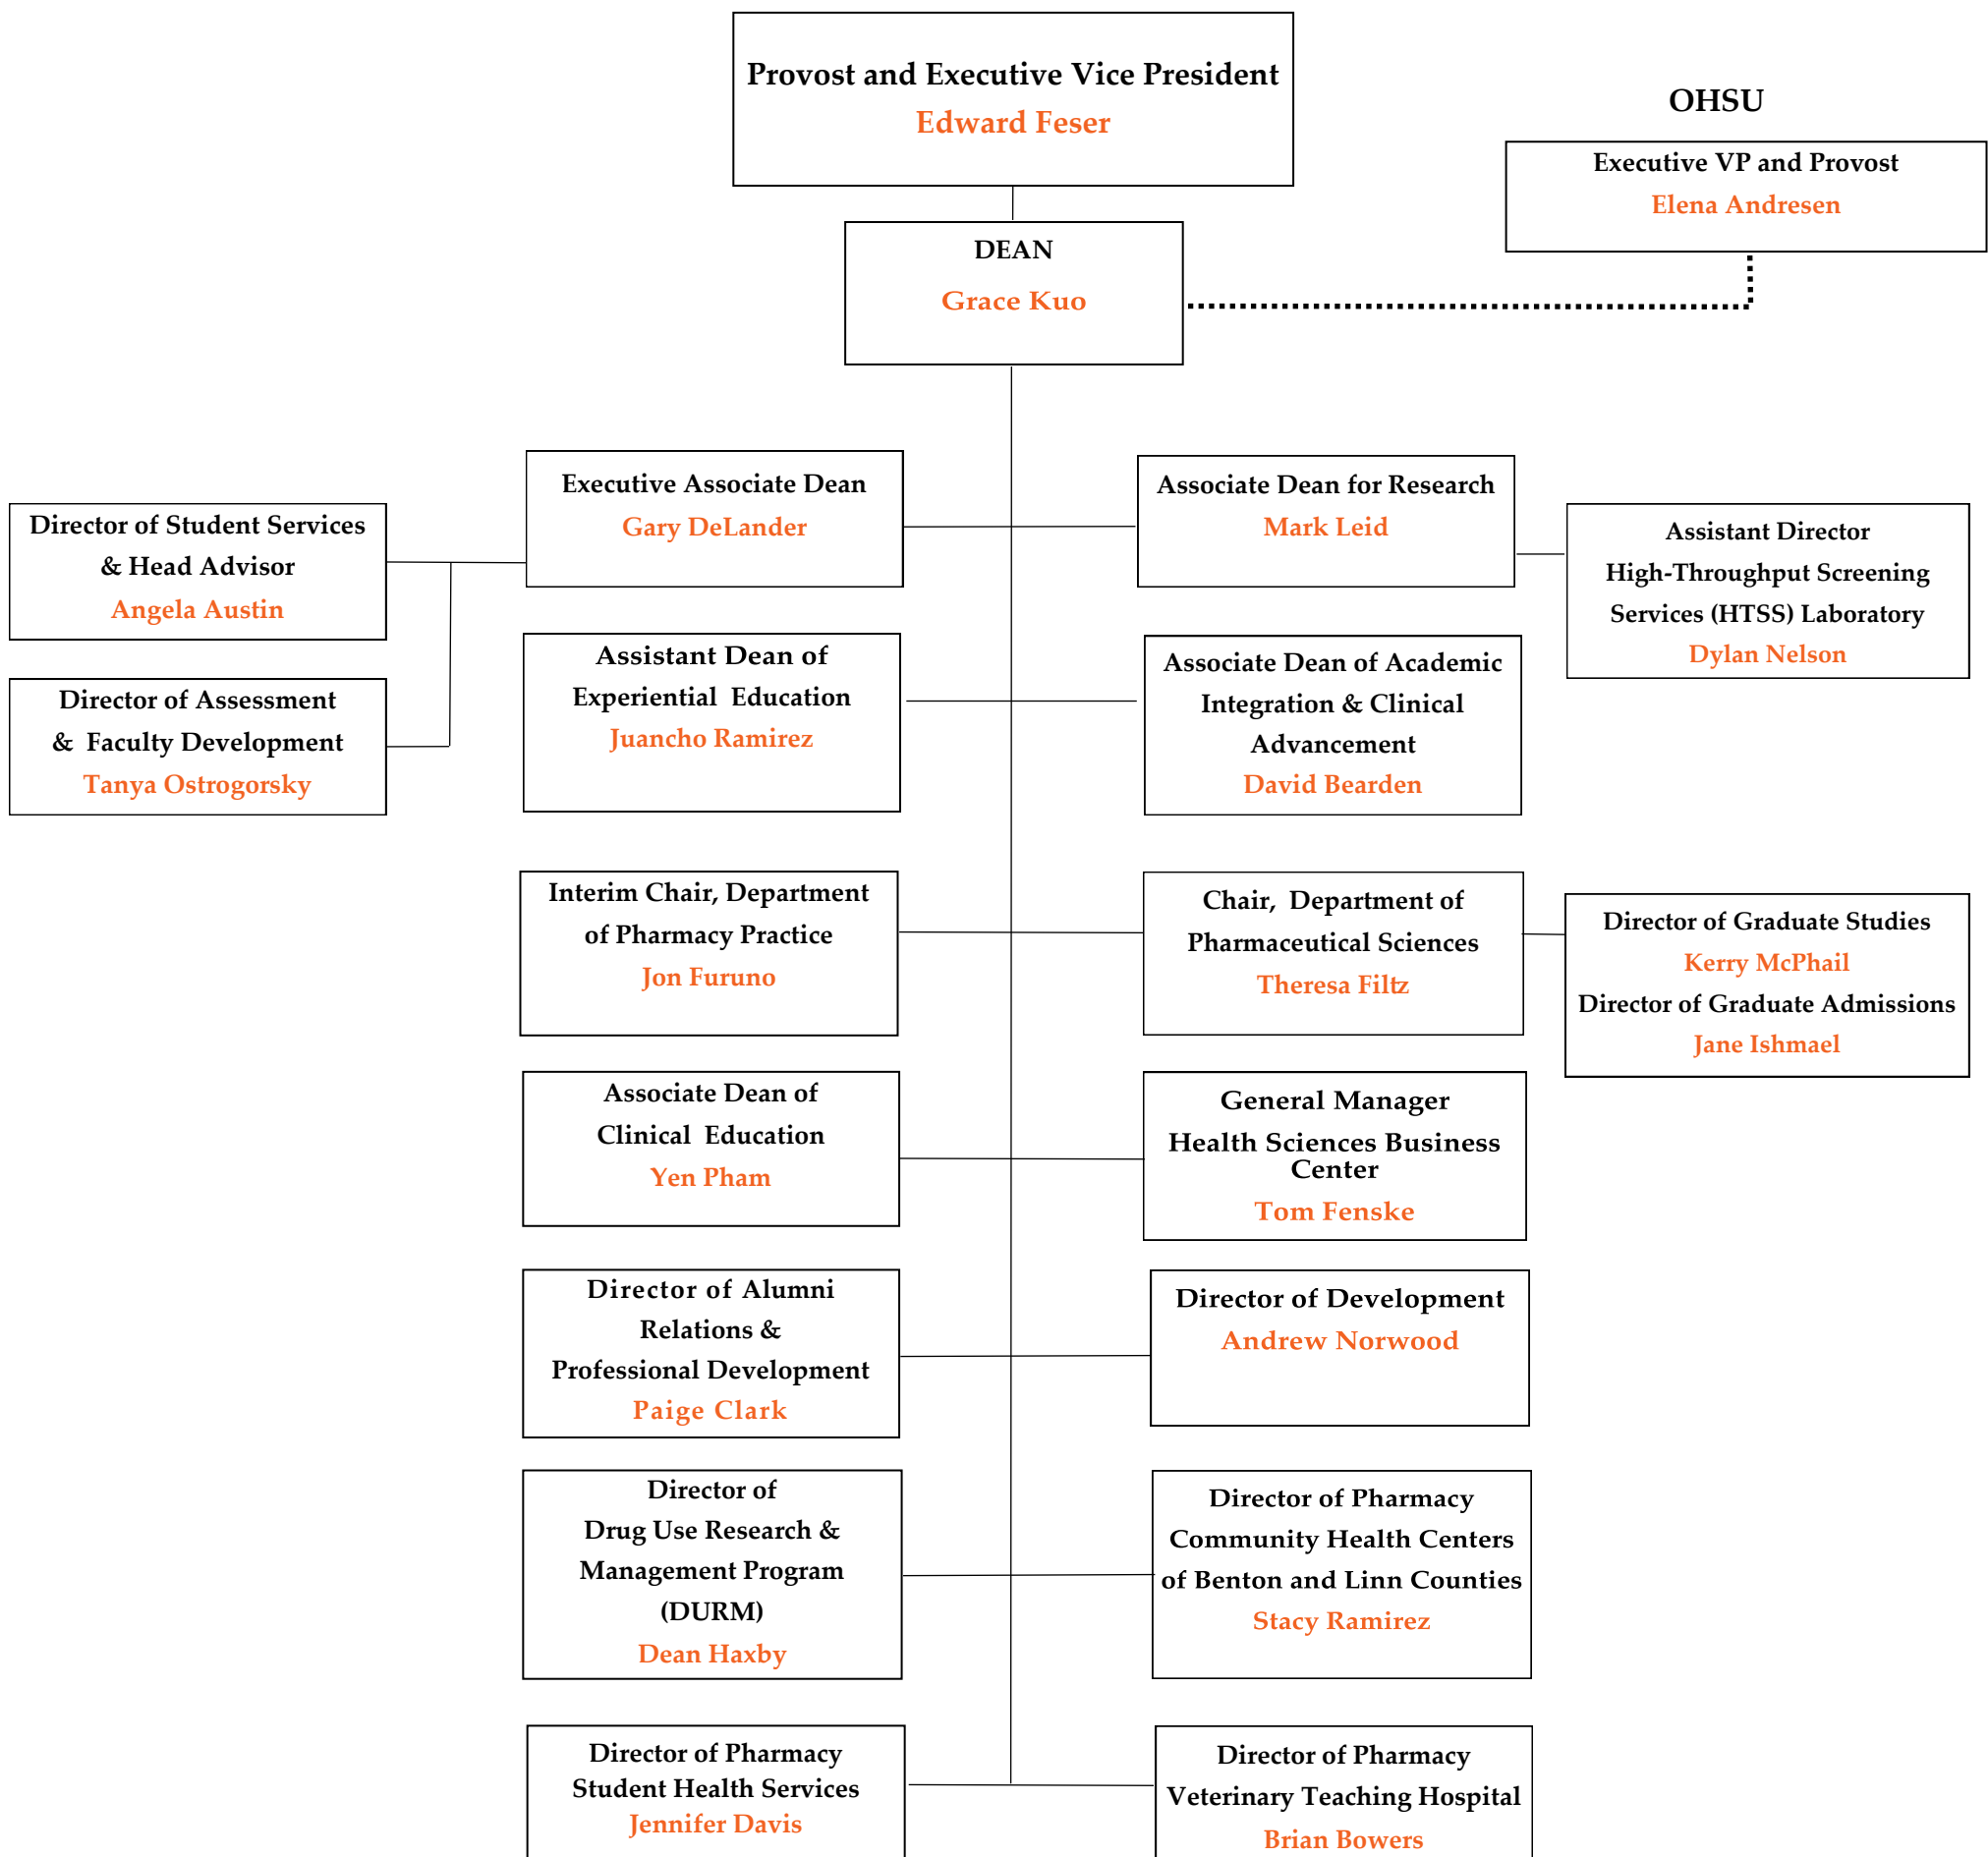 Provost and Executive Vice President
Edward Feser
OHSU
Executive VP and Provost
Elena Andresen
DEAN
Grace Kuo
Executive Associate Dean
Gary DeLander
Associate Dean for Research
Mark Leid
Director of Student Services
& Head Advisor
Angela Austin
Assistant Director
High-Throughput Screening
Services (HTSS) Laboratory
Dylan Nelson
Director of Assessment
& Faculty Development
Tanya Ostrogorsky
Assistant Dean of
Experiential Education
Juancho Ramirez
Associate Dean of Academic
Integration & Clinical
Advancement
David Bearden
Interim Chair, Department
of Pharmacy Practice
Jon Furuno
Chair, Department of
Pharmaceutical Sciences
Theresa Filtz
Director of Graduate Studies
Kerry McPhail
Director of Graduate Admissions
Jane Ishmael
Associate Dean of
Clinical Education
Yen Pham
General Manager
Health Sciences Business
Center
Tom Fenske
Director of Alumni
Relations &
Professional Development
Paige Clark
Director of Development
Andrew Norwood
Director of
Drug Use Research &
Management Program
(DURM)
Dean Haxby
Director of Pharmacy
Community Health Centers
of Benton and Linn Counties
Stacy Ramirez
Director of Pharmacy
Student Health Services
Jennifer Davis
Director of Pharmacy
Veterinary Teaching Hospital
Brian Bowers